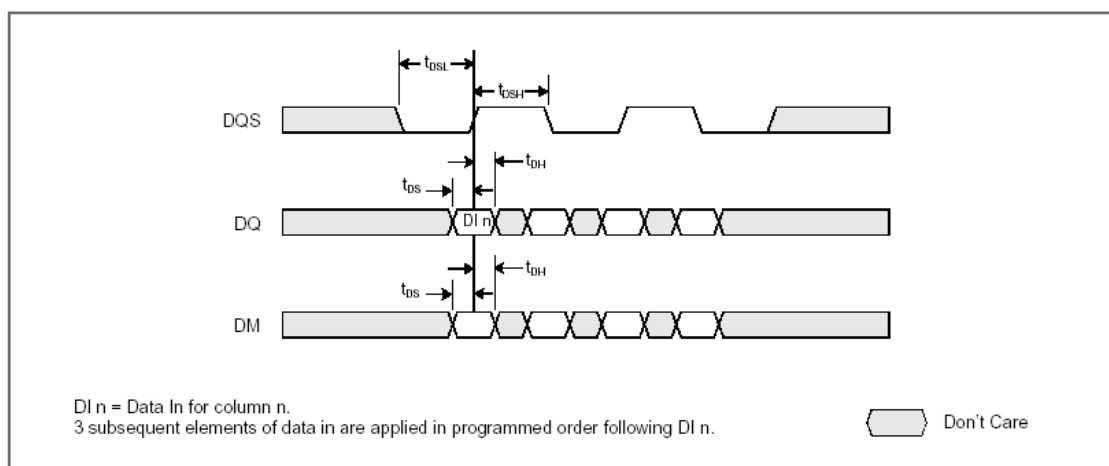 tDSL
tDSH
DQS
tDH
tDS
DQ
DI n
tDH
tDS
DM
DI n = Data In for column n.
3 subsequent elements of data in are applied in programmed order following DI n.
Don't Care